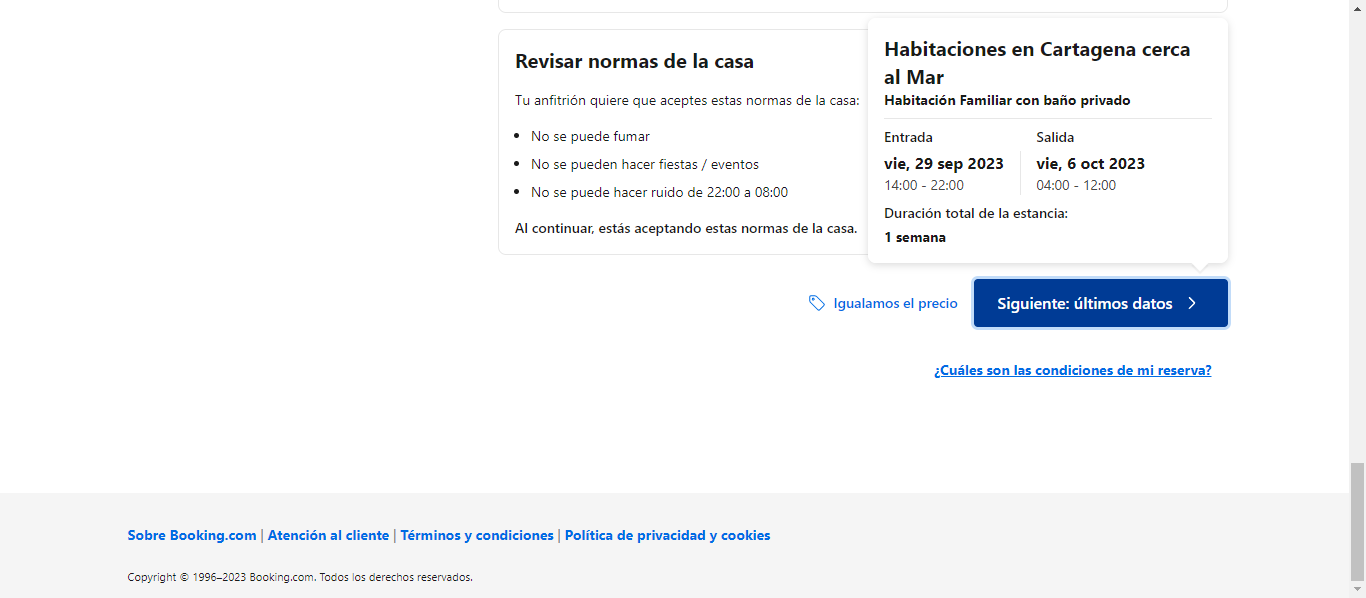 Revisar normas de la casa
Tu anfitrión quiere que aceptes estas normas de la casa:
No se puede fumar
No se pueden hacer fiestas / eventos
No se puede hacer ruido de 22:00 a 08:00
Al continuar, estás aceptando estas normas de la casa.
Habitaciones en Cartagena cerca
al Mar
Habitación Familiar con baño privado
Entrada
vie, 29 sep 2023
14:00 - 22:00
Salida
vie, 6 oct 2023
04:00 - 12:00
Duración total de la estancia:
1 semana
Igualamos el precio
Siguiente: últimos datos
¿Cuáles son las condiciones de mi reserva?
Sobre Booking.com | Atención al cliente | Términos y condiciones | Política de privacidad y cookies
Copyright © 1996–2023 Booking.com. Todos los derechos reservados.